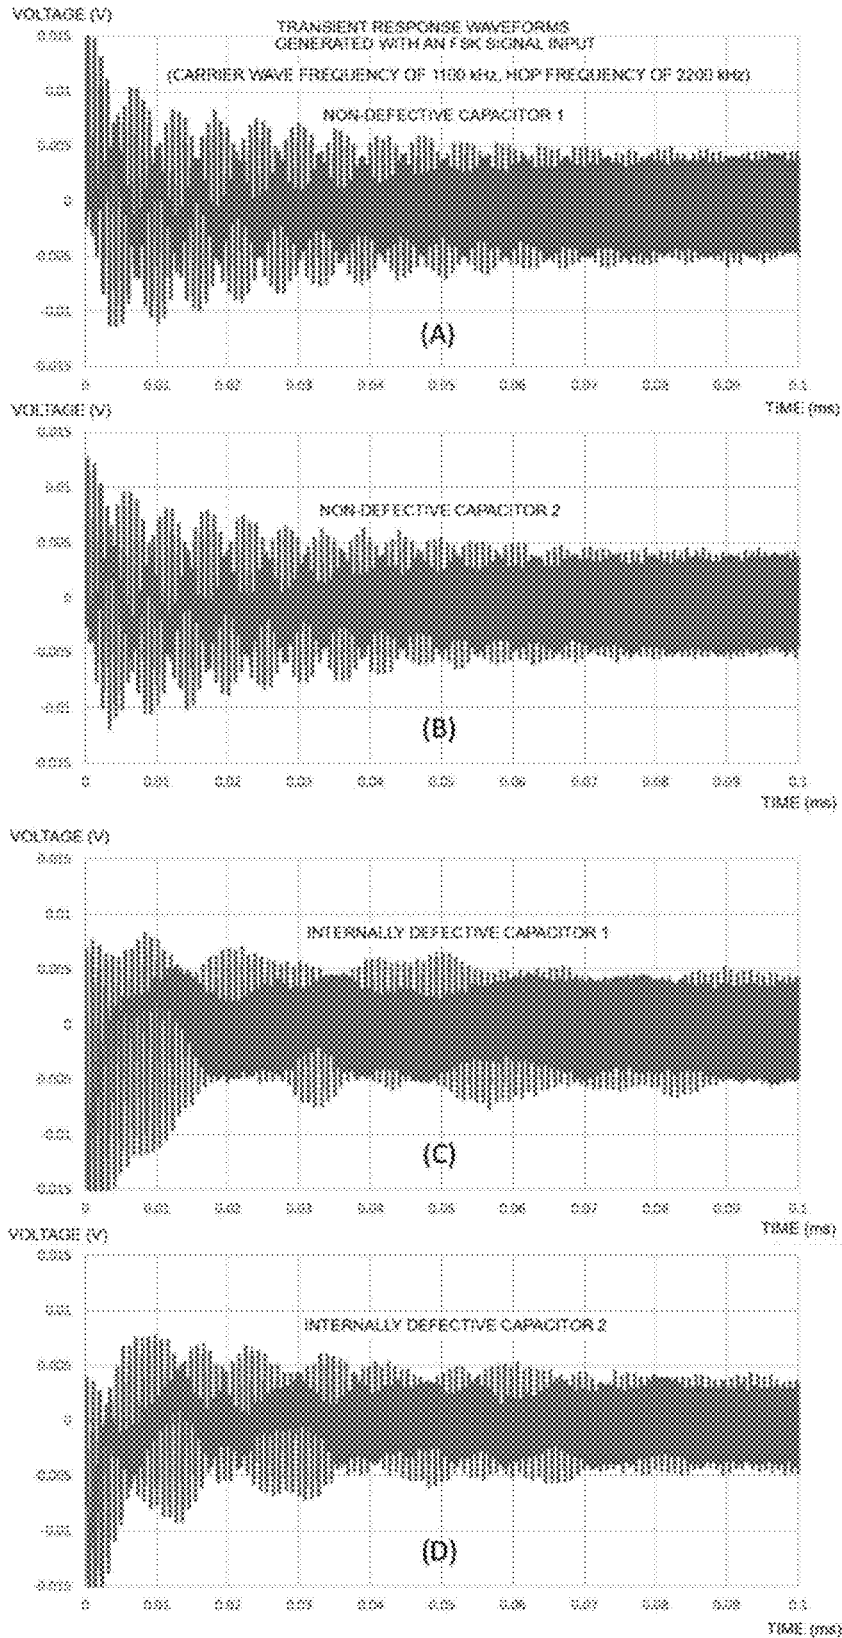 VOLTAGE (V)
TRANSIENT RESPONSE WAVEFORMS
GENERATED WITH AN FSK SIGNAL INPUT
(CARRIER WAVE FREQUENCY OF 1100 kHz, HOP FREQUENCY OF 2200 kHz)
NON-DEFECTIVE CAPACITOR 1
0.015
0.01
0.005
0
-0.005
-0.01
-0.015
(A)
0 0.01 0.02 0.03 0.04 0.05 0.06 0.07 0.08 0.09 0.1
TIME (ms)
VOLTAGE (V)
NON-DEFECTIVE CAPACITOR 2
0.015
0.01
0.005
0
-0.005
-0.01
-0.015
(B)
0 0.01 0.02 0.03 0.04 0.05 0.06 0.07 0.08 0.09 0.1
TIME (ms)
VOLTAGE (V)
INTERNALLY DEFECTIVE CAPACITOR 1
0.015
0.01
0.005
0
-0.005
-0.01
-0.015
(C)
0 0.01 0.02 0.03 0.04 0.05 0.06 0.07 0.08 0.09 0.1
TIME (ms)
VOLTAGE (V)
INTERNALLY DEFECTIVE CAPACITOR 2
0.015
0.01
0.005
0
-0.005
-0.01
-0.015
(D)
0 0.01 0.02 0.03 0.04 0.05 0.06 0.07 0.08 0.09 0.1
TIME (ms)